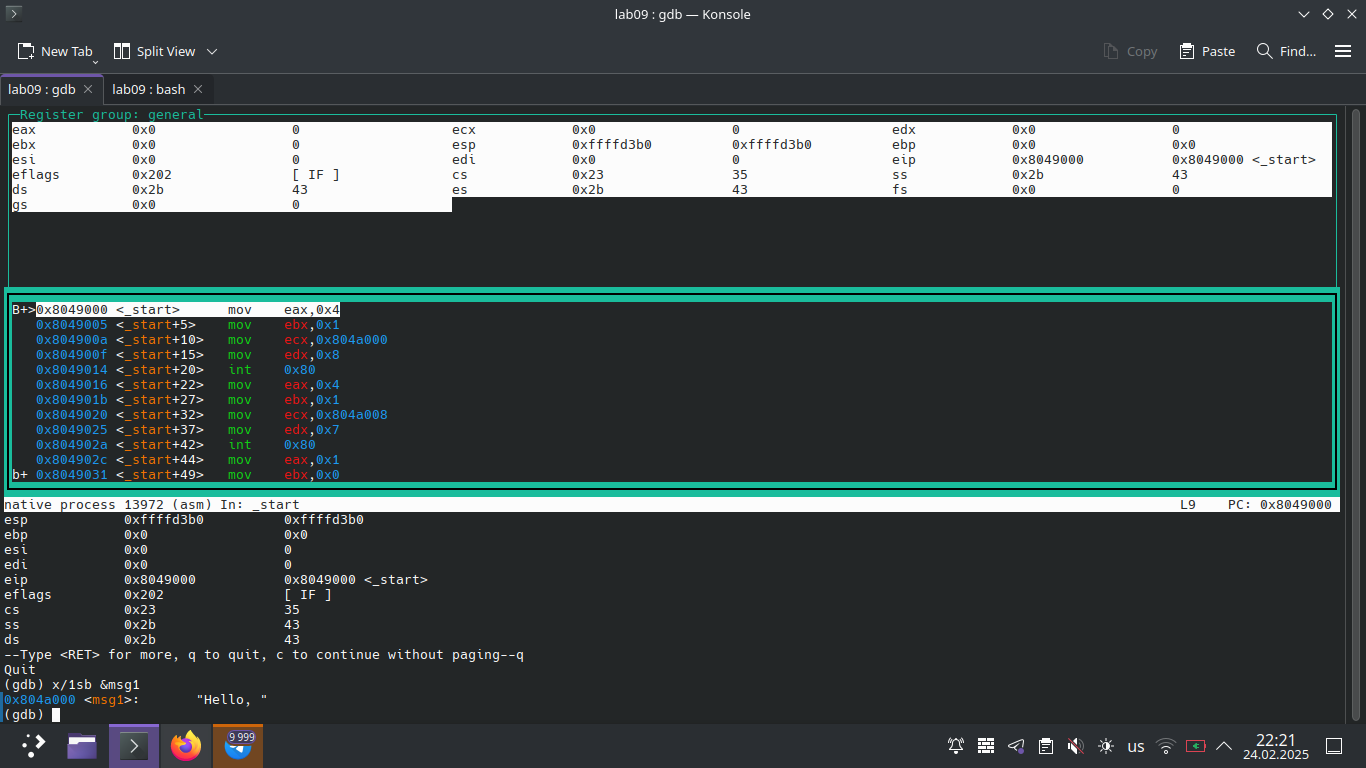 lab09 : gdb — Konsole
New Tab Split View Copy Paste Find...
lab09 : gdb lab09 : bash
Register group: general
eax 0x0 0 ecx 0x0 0 edx 0x0 0
ebx 0x0 0 esp 0xffffd3b0 0xffffd3b0 ebp 0x0 0x0
esi 0x0 0 edi 0x0 0 eip 0x8049000 0x8049000 <_start>
eflags 0x202 [ IF ] cs 0x23 35 ss 0x2b 43
ds 0x2b 43 es 0x2b 43 fs 0x0 0
gs 0x0 0
B+>0x8049000 <_start> mov eax,0x4
0x8049005 <_start+5> mov ebx,0x1
0x804900a <_start+10> mov ecx,0x804a000
0x804900f <_start+15> mov edx,0x8
0x8049014 <_start+20> int 0x80
0x8049016 <_start+22> mov eax,0x4
0x804901b <_start+27> mov ebx,0x1
0x8049020 <_start+32> mov ecx,0x804a008
0x8049025 <_start+37> mov edx,0x7
0x804902a <_start+42> int 0x80
0x804902c <_start+44> mov eax,0x1
b+ 0x8049031 <_start+49> mov ebx,0x0
native process 13972 (asm) In: _start L9 PC: 0x8049000
esp 0xffffd3b0 0xffffd3b0
ebp 0x0 0x0
esi 0x0 0
edi 0x0 0
eip 0x8049000 0x8049000 <_start>
eflags 0x202 [ IF ]
cs 0x23 35
ss 0x2b 43
ds 0x2b 43
--Type <RET> for more, q to quit, c to continue without paging--q
Quit
(gdb) x/1sb &msg1
0x804a000 <msg1>: "Hello, "
(gdb)
9 999
us
22:21
24.02.2025